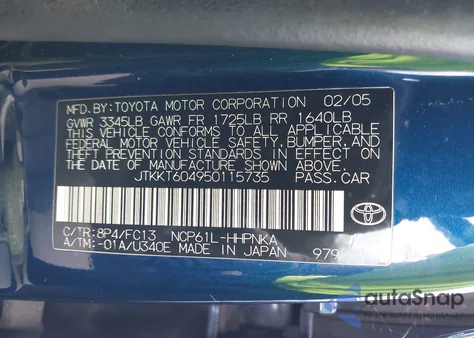 MFD. BY: TOYOTA MOTOR CORPORATION 02/05
GVWR 3345LB GAWR FR 1725LB RR 1640LB
THIS VEHICLE CONFORMS TO ALL APPLICABLE
FEDERAL MOTOR VEHICLE SAFETY, BUMPER, AND
THEFT PREVENTION STANDARDS IN EFFECT ON
THE DATE OF MANUFACTURE SHOWN ABOVE.
JTKKT604950115735 PASS.CAR
C/TR: 8P4/FC13 NCP61L-HHPNKA
A/TM: -01A/U340E MADE IN JAPAN 979
TOYOTA
autoSnap